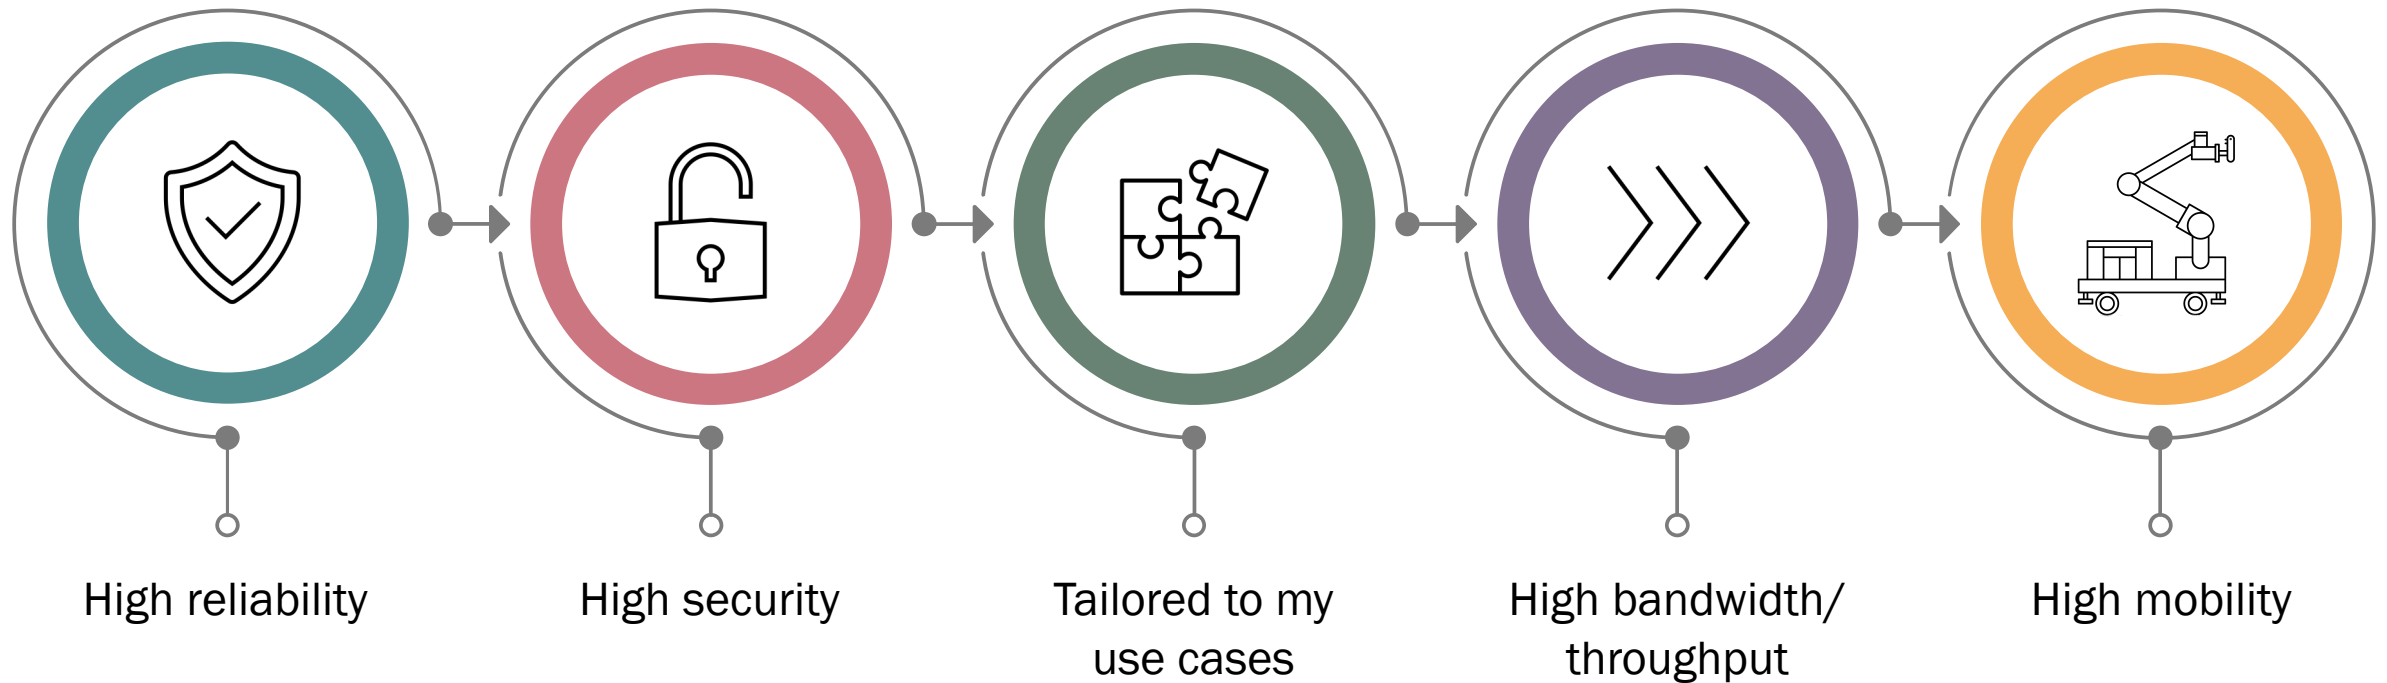 High reliability
High security
Tailored to my
use cases
High bandwidth/
throughput
High mobility